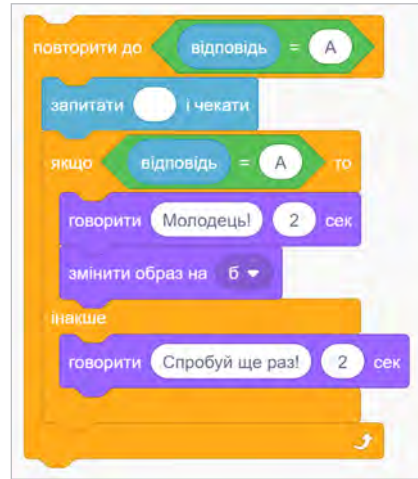 повторити до відповідь = А
запитати і чекати
якщо відповідь = А то
говорити Молодець! 2 сек
змінити образ на б
інакше
говорити Спробуй ще раз! 2 сек